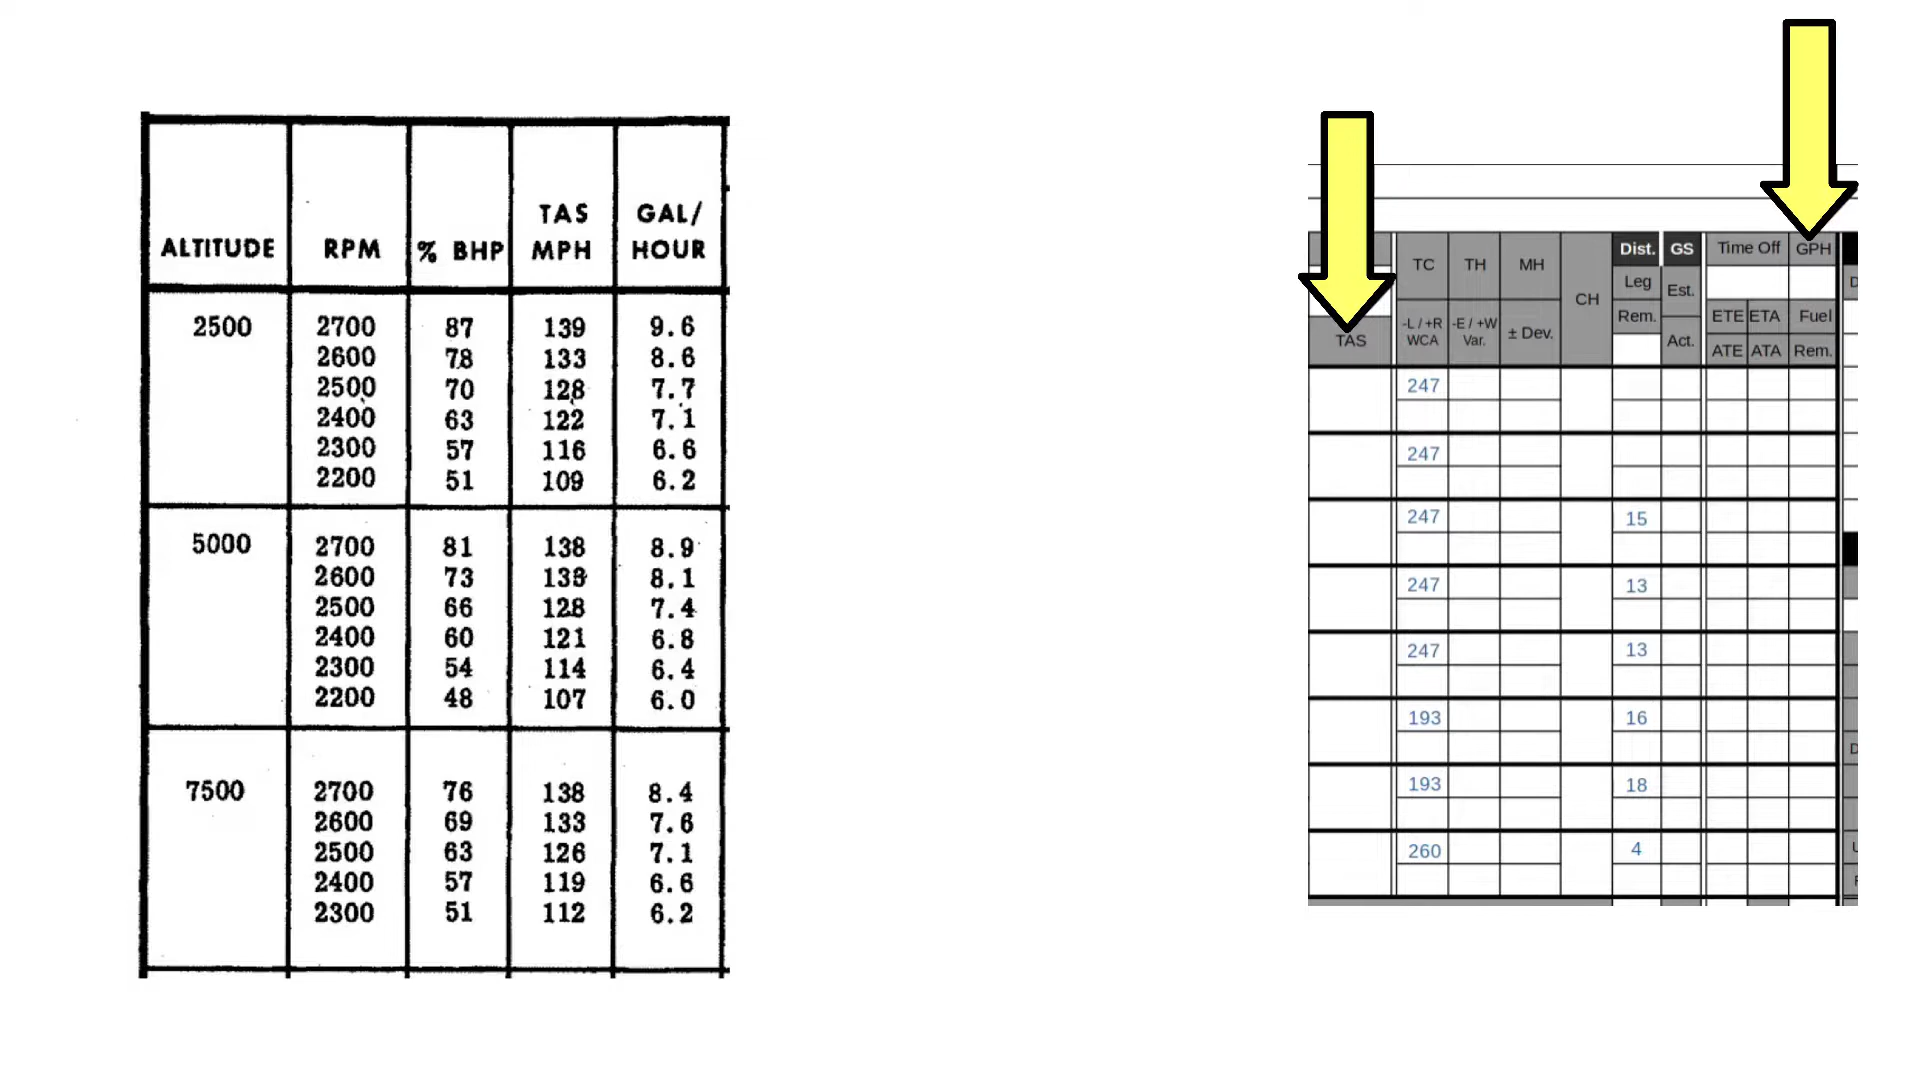 TAS GAL/
ALTITUDE RPM % BHP MPH HOUR
2500 2700 87 139 9.6
2600 78 133 8.6
2500 70 128 7.7
2400 63 122 7.1
2300 57 116 6.6
2200 51 109 6.2
5000 2700 81 138 8.9
2600 73 133 8.1
2500 66 128 7.4
2400 60 121 6.8
2300 54 114 6.4
2200 48 107 6.0
7500 2700 76 138 8.4
2600 69 133 7.6
2500 63 126 7.1
2400 57 119 6.6
2300 51 112 6.2
Dist. GS Time Off GPH
TC TH MH
Leg
Est.
CH
Rem. ETE ETA Fuel
-L / +R -E / +W ± Dev.
TAS WCA Var. Act.
ATE ATA Rem.
247
247
247 15
247 13
247 13
193 16
193 18
260 4